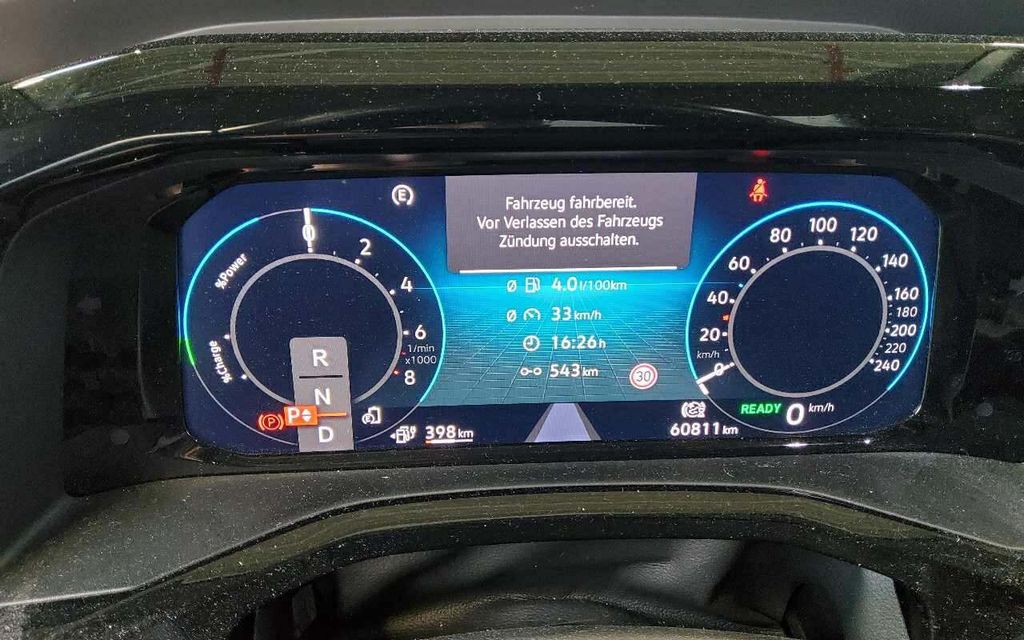 E
Fahrzeug fahrbereit.
Vor Verlassen des Fahrzeugs
Zündung ausschalten.
%Power
%charge
0
2
4
6
8
1/min
x1000
R
N
P
D
(P)
Ø 4.0 l/100km
Ø 33 km/h
16:26 h
543 km
30
398 km
0
20
40
60
80
100
120
140
160
180
200
220
240
km/h
READY 0 km/h
60811 km